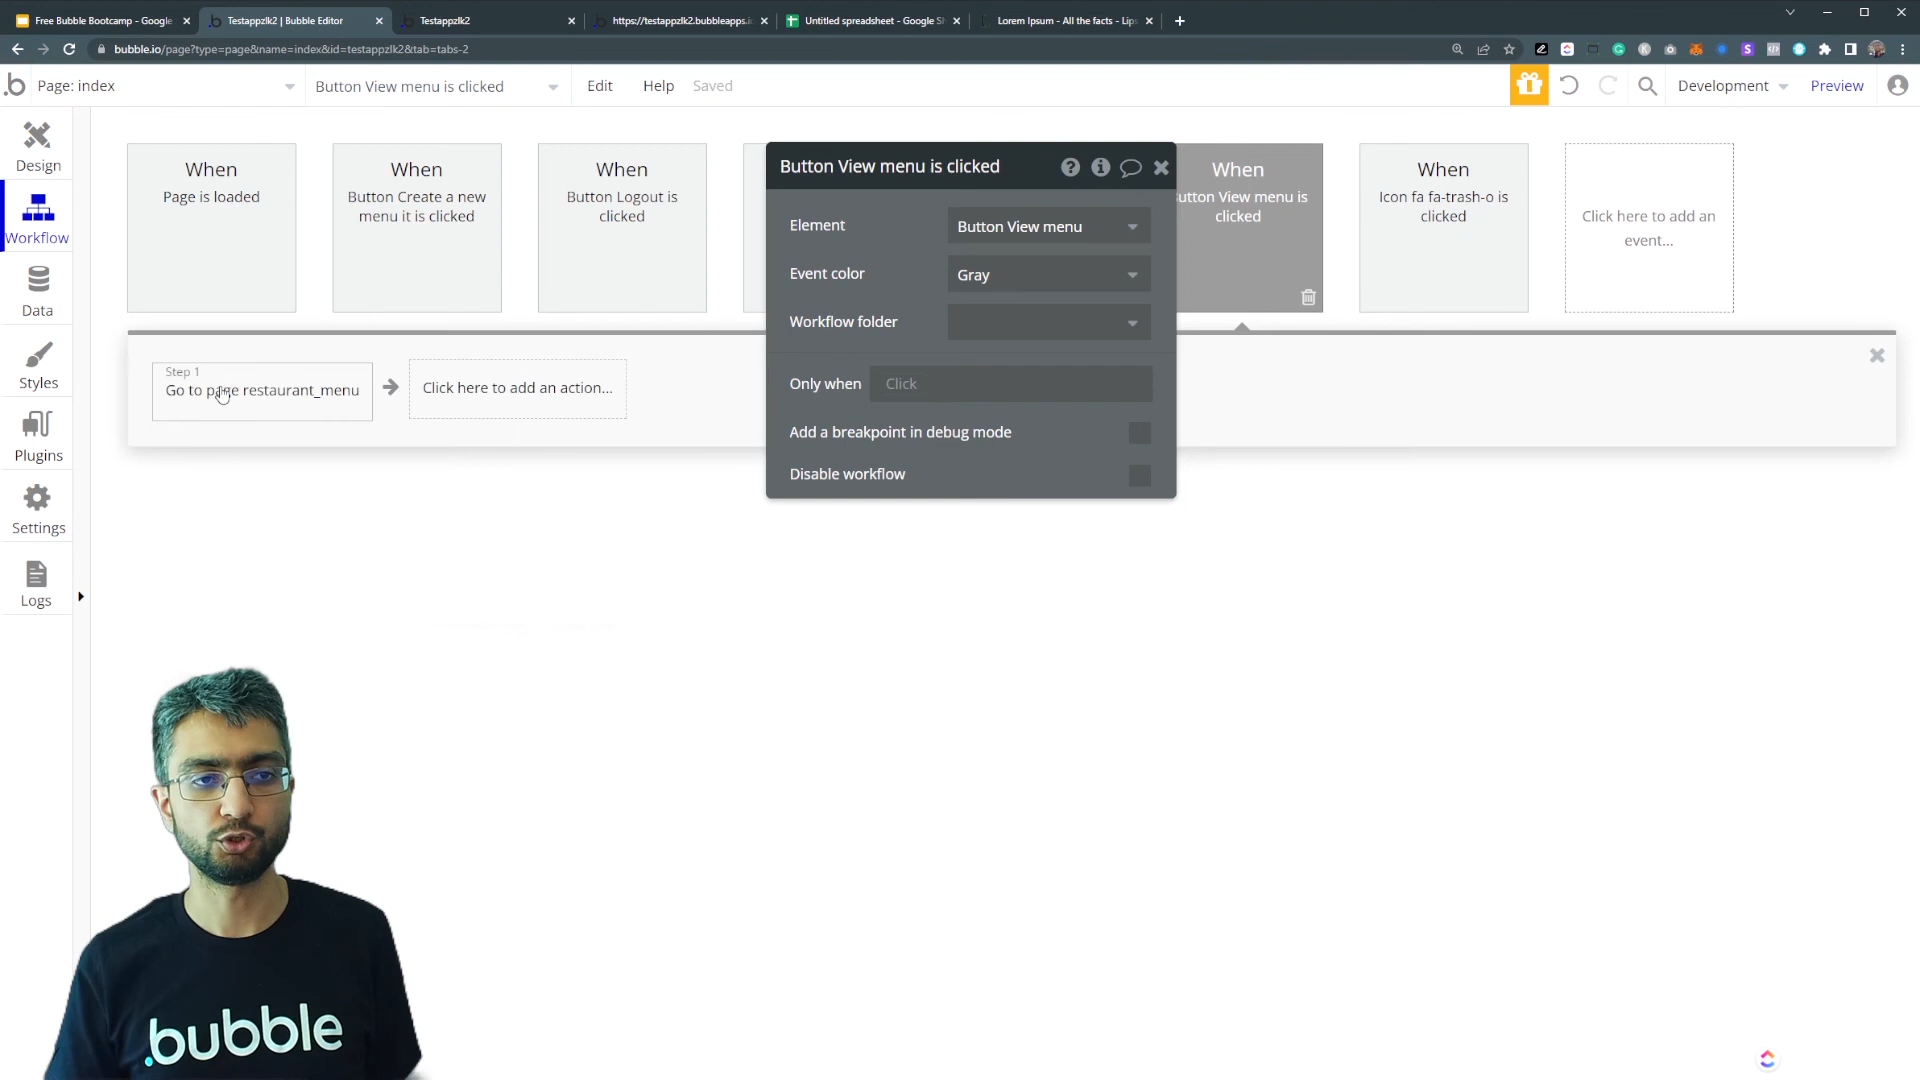 Free Bubble Bootcamp - Google
Testappzlk2 | Bubble Editor
Testappzlk2
https://testappzlk2.bubbleapps.i
Untitled spreadsheet - Google Sh
Lorem Ipsum - All the facts - Lips
bubble.io/page?type=page&name=index&id=testappzlk2&tab=tabs-2
Page: index
Button View menu is clicked
Edit
Help
Saved
Development
Preview
Design
Workflow
Data
Styles
Plugins
Settings
Logs
When
Page is loaded
When
Button Create a new
menu it is clicked
When
Button Logout is
clicked
Button View menu is clicked
Element
Button View menu
Event color
Gray
Workflow folder
Only when
Click
Add a breakpoint in debug mode
Disable workflow
When
utton View menu is
clicked
When
Icon fa fa-trash-o is
clicked
Click here to add an
event...
Step 1
Go to page restaurant_menu
Click here to add an action...
.bubble